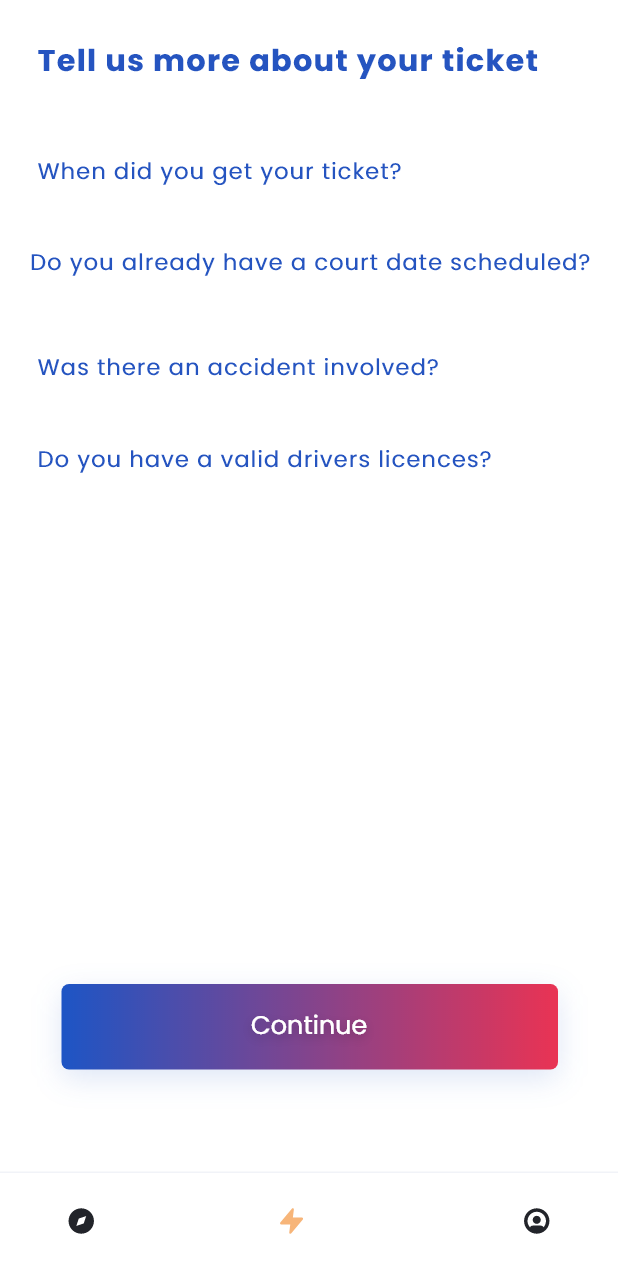 Tell us more about your ticket
When did you get your ticket?
Do you already have a court date scheduled?
Was there an accident involved?
Do you have a valid drivers licences?
Continue